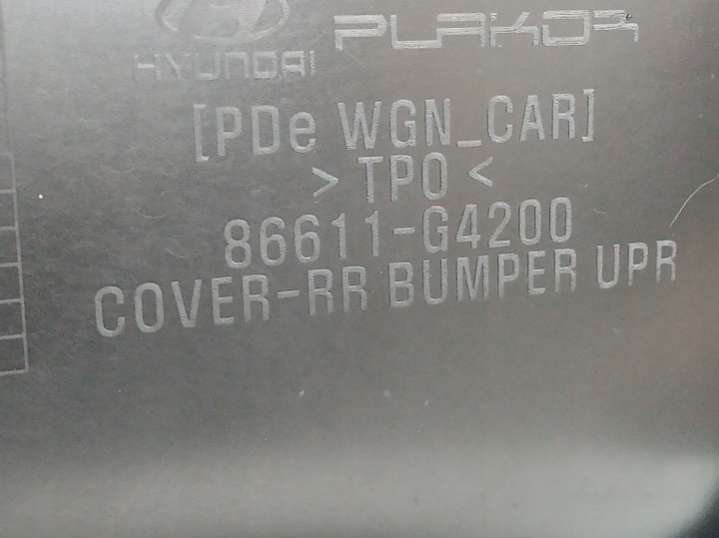 HYUNDAI PLAKOR
[PDe WGN_CAR]
> TPO <
86611-G4200
COVER-RR BUMPER UPR